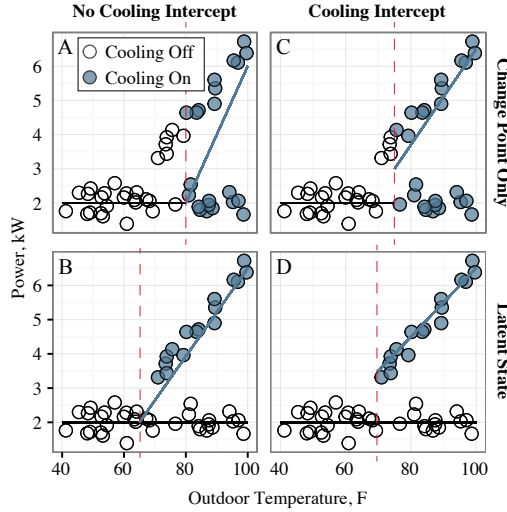 No Cooling Intercept
Cooling Intercept
A
Cooling Off
Cooling On
C
6
5
4
3
2
Change Point Only
B
D
6
5
4
3
2
Latent State
Power, kW
40 60 80 100
40 60 80 100
Outdoor Temperature, F